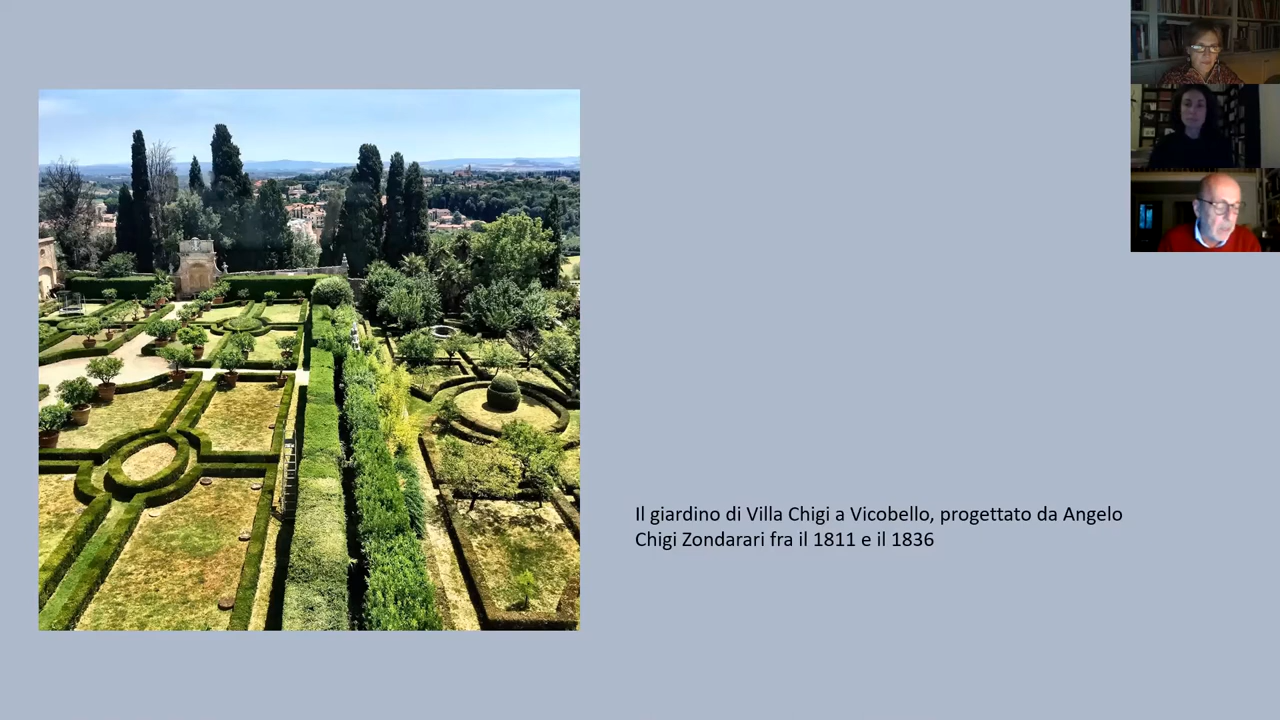 Il giardino di Villa Chigi a Vicobello, progettato da Angelo
Chigi Zondarari fra il 1811 e il 1836